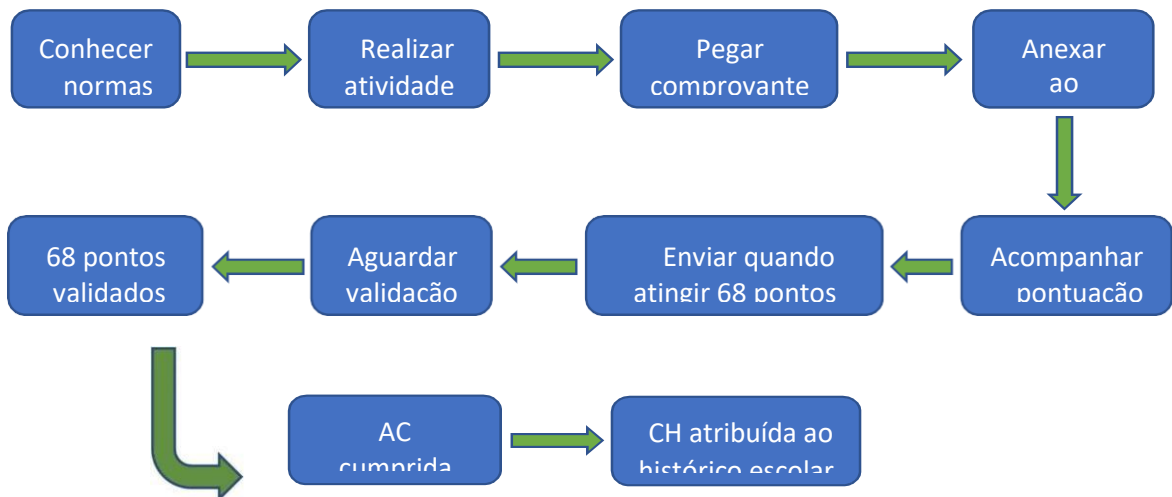 Conhecer
normas
Realizar
atividade
Pegar
comprovante
Anexar
ao
Acompanhar
pontuação
Enviar quando
atingir 68 pontos
Aguardar
validação
68 pontos
validados
AC
cumprida
CH atribuída ao
histórico escolar